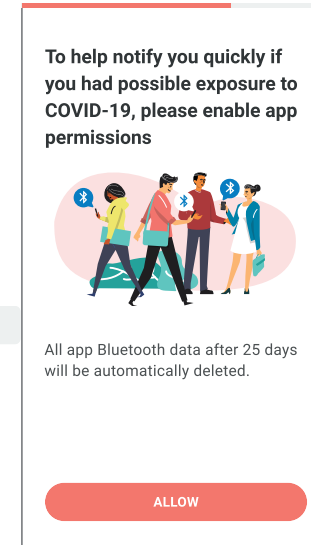 To help notify you quickly if
you had possible exposure to
COVID-19, please enable app
permissions
All app Bluetooth data after 25 days
will be automatically deleted.
ALLOW